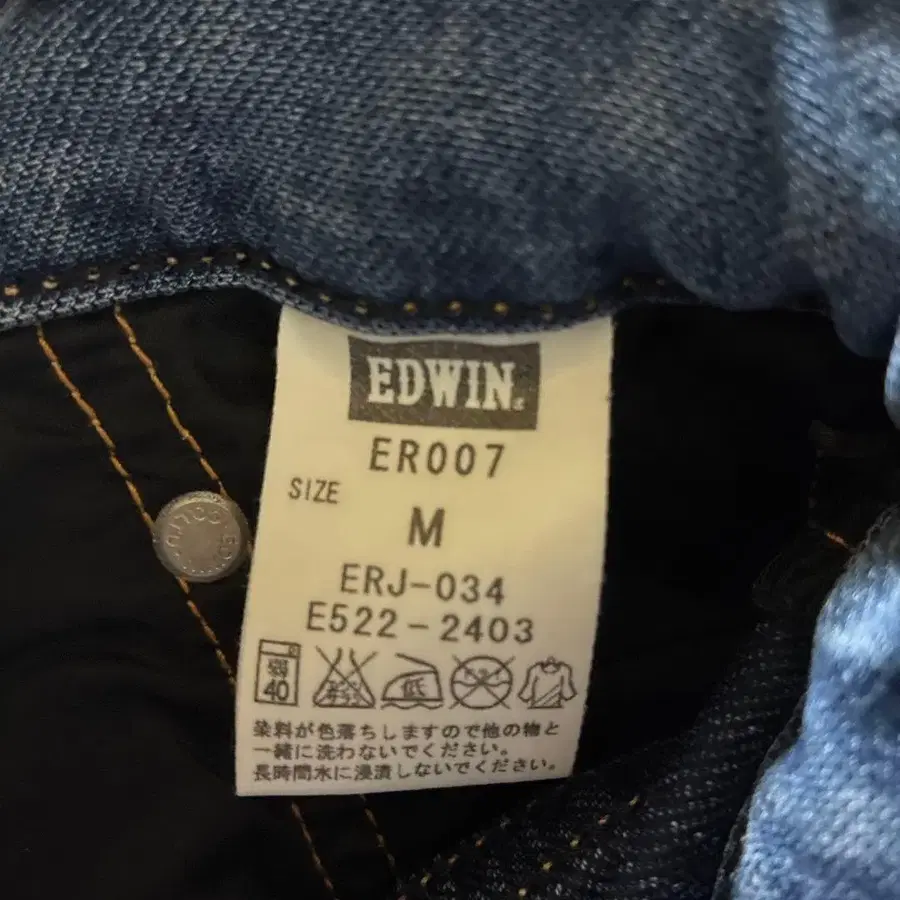 EDWIN
ER007
SIZE
M
ERJ-034
E522-2403
弱
40
低
染料が色落ちしますので他の物と
一緒に洗わないでください。
長時間水に浸漬しないでください。